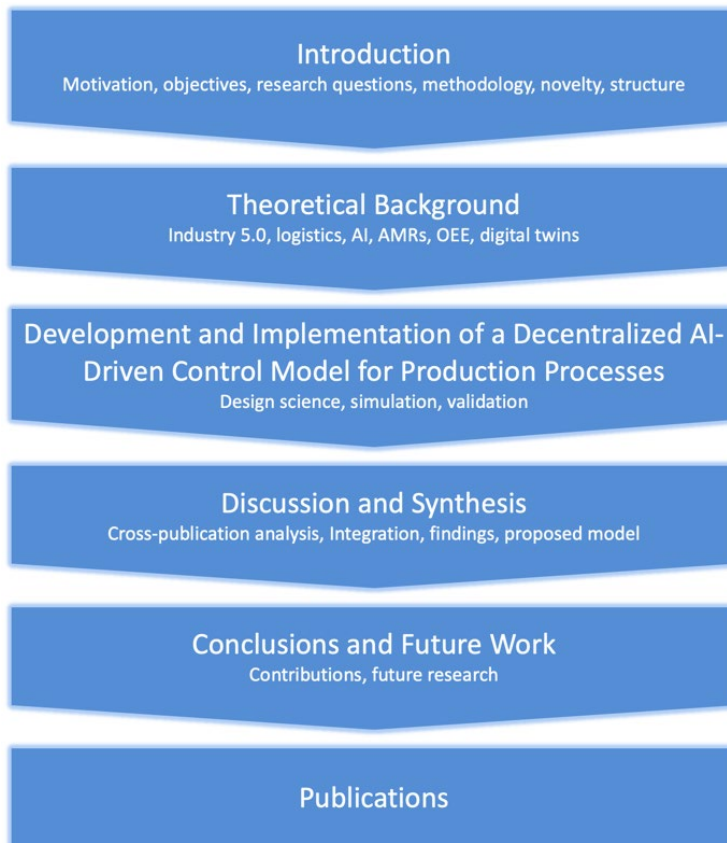 Introduction
Motivation, objectives, research questions, methodology, novelty, structure
Theoretical Background
Industry 5.0, logistics, AI, AMRs, OEE, digital twins
Development and Implementation of a Decentralized AI-
Driven Control Model for Production Processes
Design science, simulation, validation
Discussion and Synthesis
Cross-publication analysis, Integration, findings, proposed model
Conclusions and Future Work
Contributions, future research
Publications